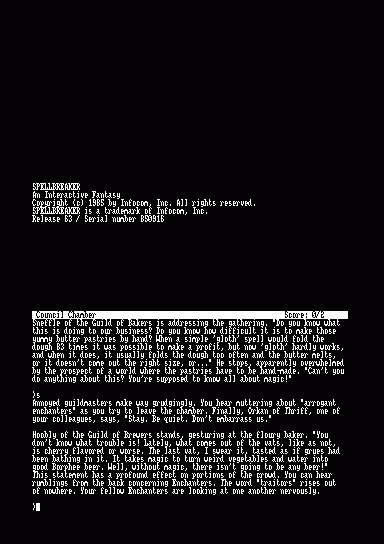 SPELLBREAKER
An Interactive Fantasy
Copyright (c) 1985 by Infocom, Inc. All rights reserved.
SPELLBREAKER is a trademark of Infocom, Inc.
Release 63 / Serial number 850916
Council Chamber Score: 0/2
Sneffle of the Guild of Bakers is addressing the gathering. "Do you know what
this is doing to our business? Do you know how difficult it is to make those
yummy butter pastries by hand? When a simple 'gloth' spell would fold the
dough 83 times it was possible to make a profit, but now 'gloth' hardly works,
and when it does, it usually folds the dough too often and the butter melts,
or it doesn't come out the right size, or..." He stops, apparently overwhelmed
by the prospect of a world where the pastries have to be hand-made. "Can't you
do anything about this? You're supposed to know all about magic!"
>s
Annoyed guildmasters make way grudgingly. You hear muttering about "arrogant
enchanters" as you try to leave the chamber. Finally, Orkan of Thriff, one of
your colleagues, says, "Stay. Be quiet. Don't embarrass us."
Hoobly of the Guild of Brewers stands, gesturing at the floury baker. "You
don't know what trouble is! Lately, what comes out of the vats, like as not,
is cherry flavored or worse. The last vat, I swear it, tasted as if grues had
been bathing in it. It takes magic to turn weird vegetables and water into
good Borphee beer. Well, without magic, there isn't going to be any beer!"
This statement has a profound effect on portions of the crowd. You can hear
rumblings from the back concerning Enchanters. The word "traitors" rises out
of nowhere. Your fellow Enchanters are looking at one another nervously.
>